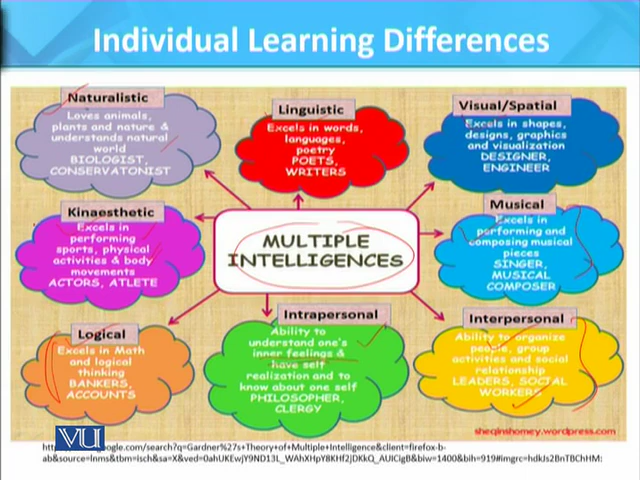 Individual Learning Differences
Naturalistic
Loves animals,
plants and nature &
understands natural
world
BIOLOGIST,
CONSERVATONIST
Linguistic
Excels in words,
languages,
poetry
POETS,
WRITERS
Visual/Spatial
Excels in shapes,
designs, graphics
and visualization
DESIGNER,
ENGINEER
Kinaesthetic
Excels in
performing
sports, physical
activities & body
movements
ACTORS, ATLETE
MULTIPLE
INTELLIGENCES
Musical
Excels in
performing and
composing musical
pieces
SINGER,
MUSICAL
COMPOSER
Logical
Excels in Math
and logical
thinking
BANKERS,
ACCOUNTS
Intrapersonal
Ability to
understand one's
inner feelings &
have self
realization and to
know about one self
PHILOSOPHER,
CLERGY
Interpersonal
Ability to organize
people, group
activities and social
relationship
LEADERS, SOCIAL
WORKERS
sheqinshomey.wordpress.com
VU